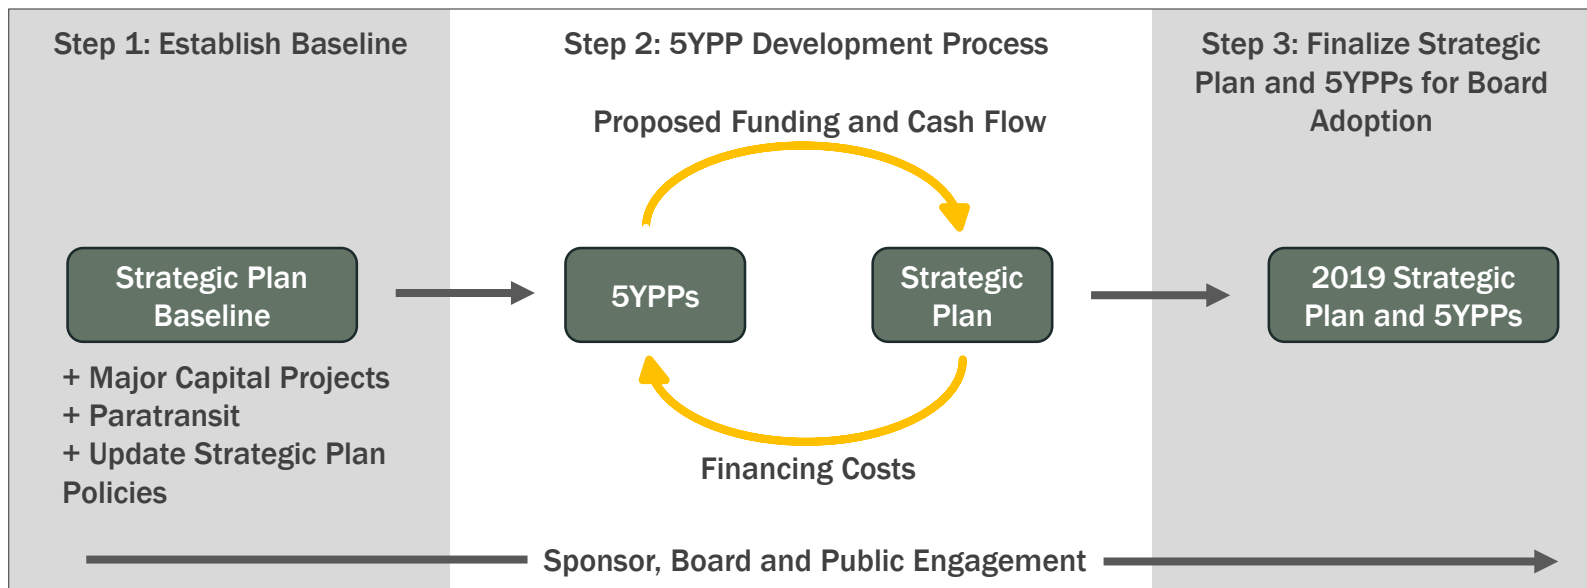 Step 1: Establish Baseline
Step 2: 5YPP Development Process
Step 3: Finalize Strategic
Plan and 5YPPs for Board
Adoption
Proposed Funding and Cash Flow
Strategic Plan
Baseline
5YPPs
Strategic
Plan
2019 Strategic
Plan and 5YPPs
+ Major Capital Projects
+ Paratransit
+ Update Strategic Plan
Policies
Financing Costs
Sponsor, Board and Public Engagement